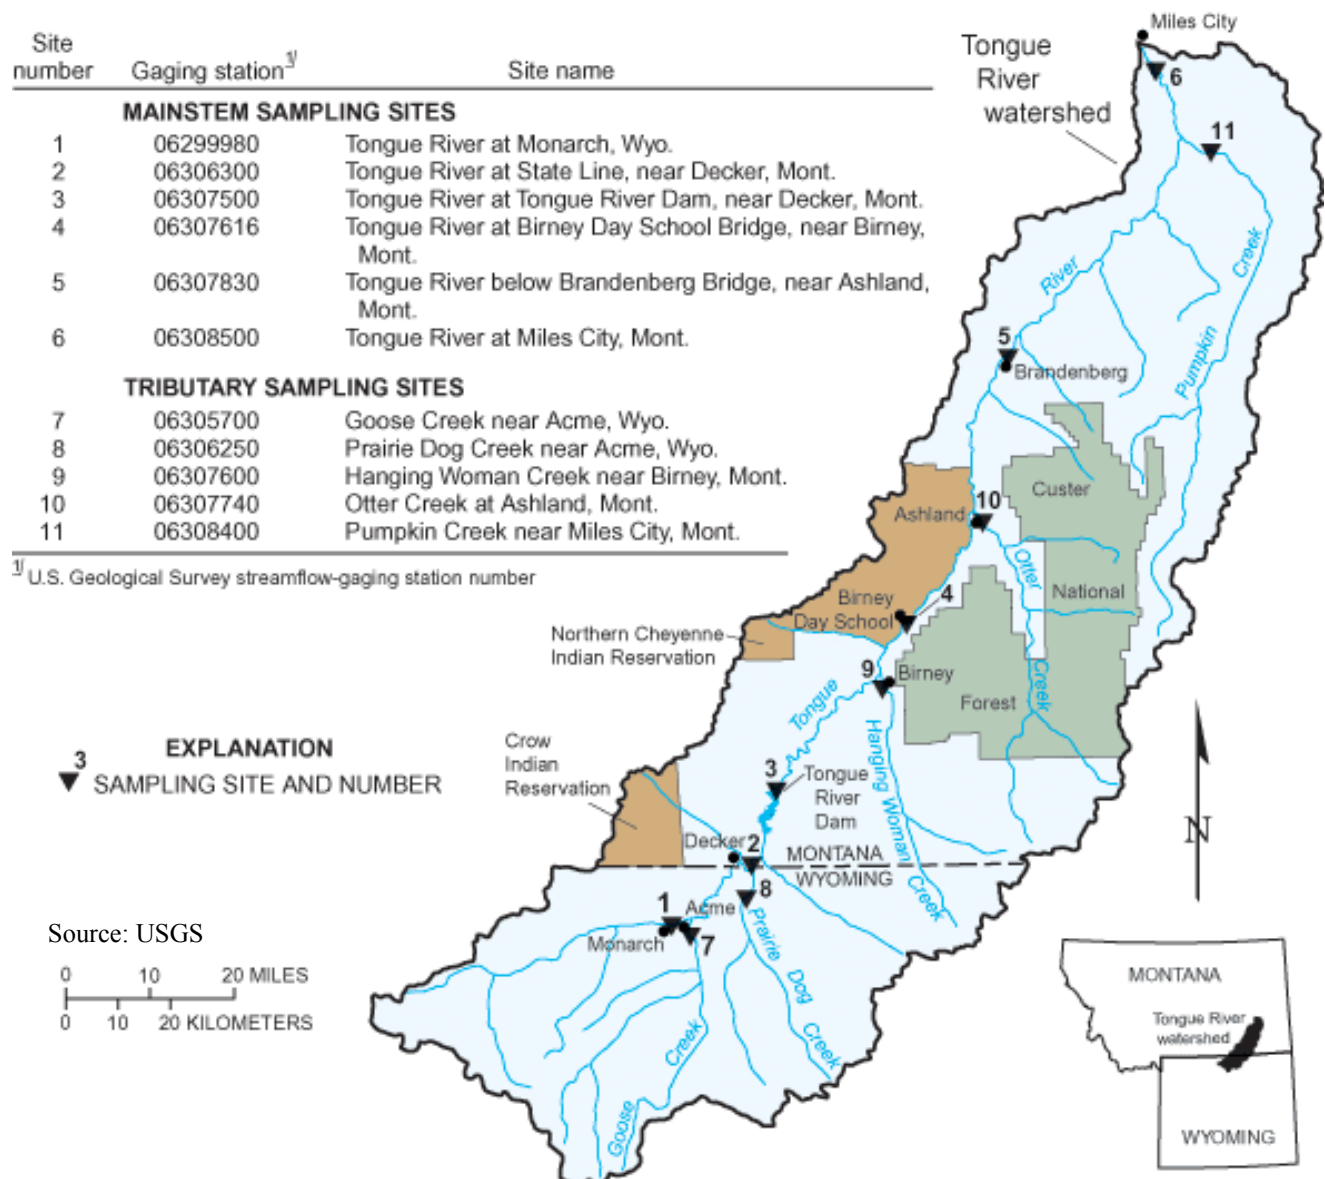 Site
number Gaging station 1/ Site name
MAINSTEM SAMPLING SITES
1 06299980 Tongue River at Monarch, Wyo.
2 06306300 Tongue River at State Line, near Decker, Mont.
3 06307500 Tongue River at Tongue River Dam, near Decker, Mont.
4 06307616 Tongue River at Birney Day School Bridge, near Birney,
Mont.
5 06307830 Tongue River below Brandenberg Bridge, near Ashland,
Mont.
6 06308500 Tongue River at Miles City, Mont.
TRIBUTARY SAMPLING SITES
7 06305700 Goose Creek near Acme, Wyo.
8 06306250 Prairie Dog Creek near Acme, Wyo.
9 06307600 Hanging Woman Creek near Birney, Mont.
10 06307740 Otter Creek at Ashland, Mont.
11 06308400 Pumpkin Creek near Miles City, Mont.
1/ U.S. Geological Survey streamflow-gaging station number
Miles City
Tongue
River
watershed
6
11
Creek
River
Pumpkin
5
Brandenberg
Custer
10
Ashland
Otter
National
4
Birney
Day School
Northern Cheyenne
Indian Reservation
9
Birney
Creek
Forest
Tongue
Hanging Woman
Creek
EXPLANATION
3
SAMPLING SITE AND NUMBER
Crow
Indian
Reservation
3
Tongue
River
Dam
Decker
2
MONTANA
WYOMING
8
1
Acme
Monarch
7
Prairie
Dog
Creek
Creek
Goose
N
Source: USGS
0 10 20 MILES
0 10 20 KILOMETERS
MONTANA
Tongue River
watershed
WYOMING